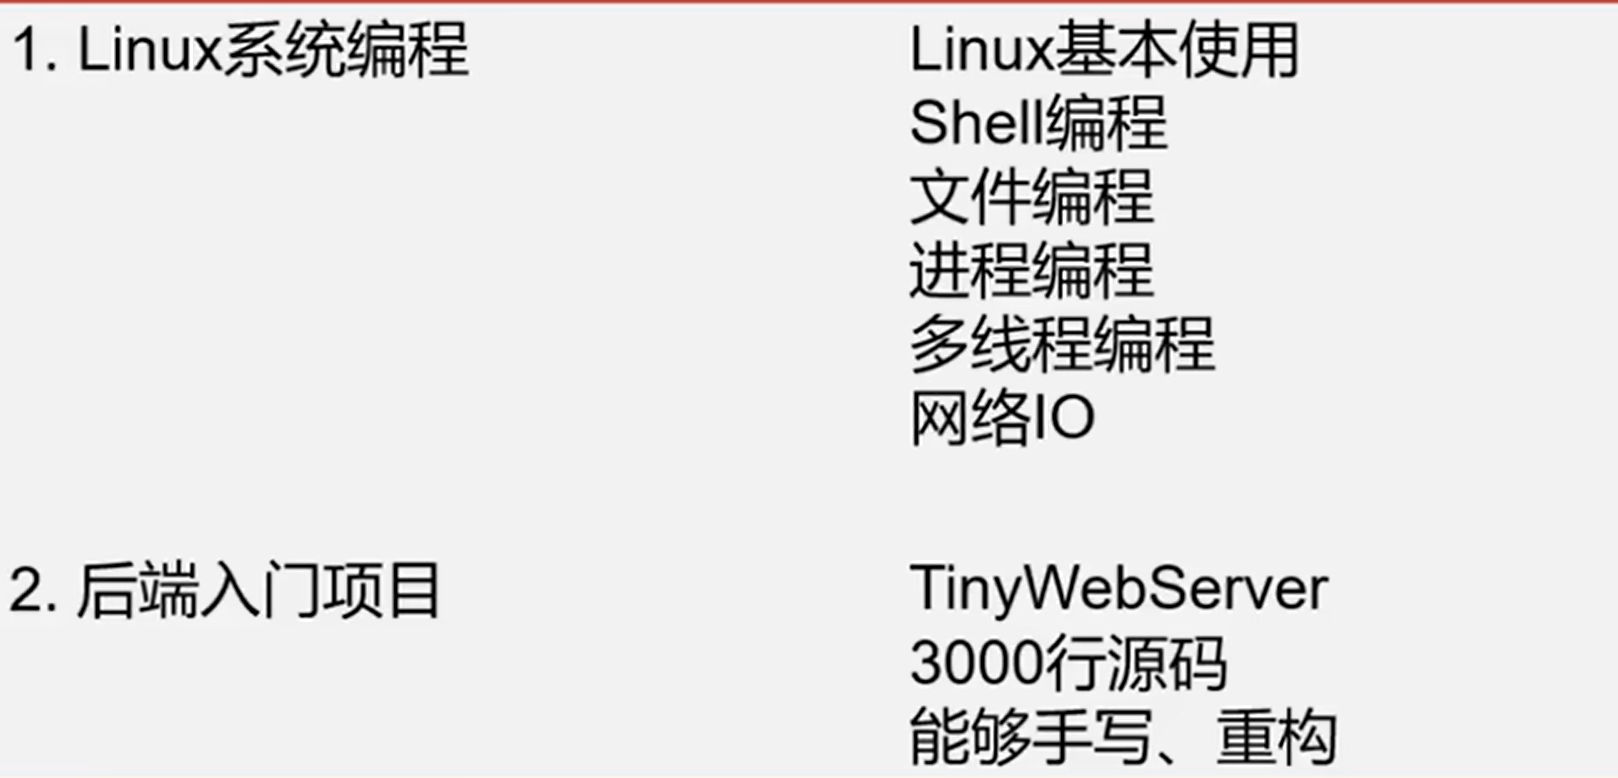 1. Linux系统编程
Linux基本使用
Shell编程
文件编程
进程编程
多线程编程
网络IO
2. 后端入门项目
TinyWebServer
3000行源码
能够手写、重构